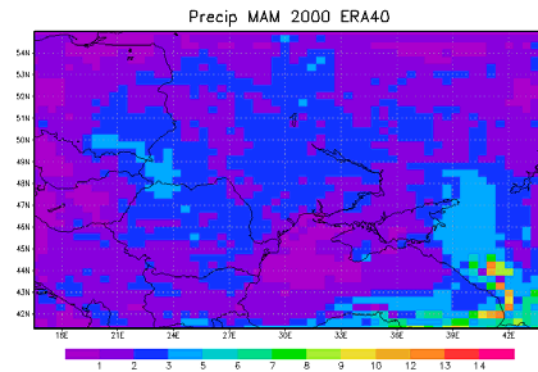 Precip MAM 2000 ERA40
54N
53N
52N
51N
50N
49N
48N
47N
46N
45N
44N
43N
42N
18E 21E 24E 27E 30E 33E 36E 39E 42E
1 2 3 5 6 7 8 9 10 12 13 14